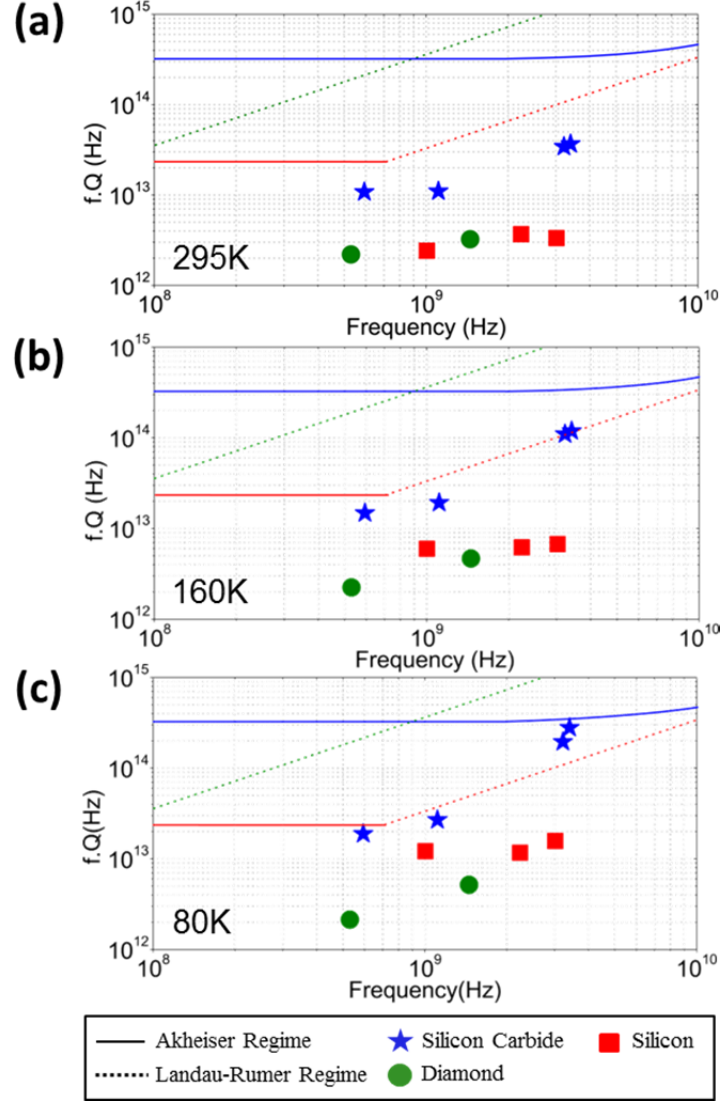 (a)
10^15
10^14
10^13
10^12
f.Q (Hz)
295K
10^8
10^9
10^10
Frequency (Hz)
(b)
10^15
10^14
10^13
10^12
f.Q (Hz)
160K
10^8
10^9
10^10
Frequency (Hz)
(c)
10^15
10^14
10^13
10^12
f.Q(Hz)
80K
10^8
10^9
10^10
Frequency(Hz)
Akheiser Regime Silicon Carbide Silicon
Landau-Rumer Regime Diamond